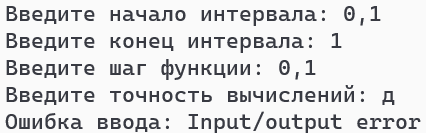 Введите начало интервала: 0,1
Введите конец интервала: 1
Введите шаг функции: 0,1
Введите точность вычислений: д
Ошибка ввода: Input/output error